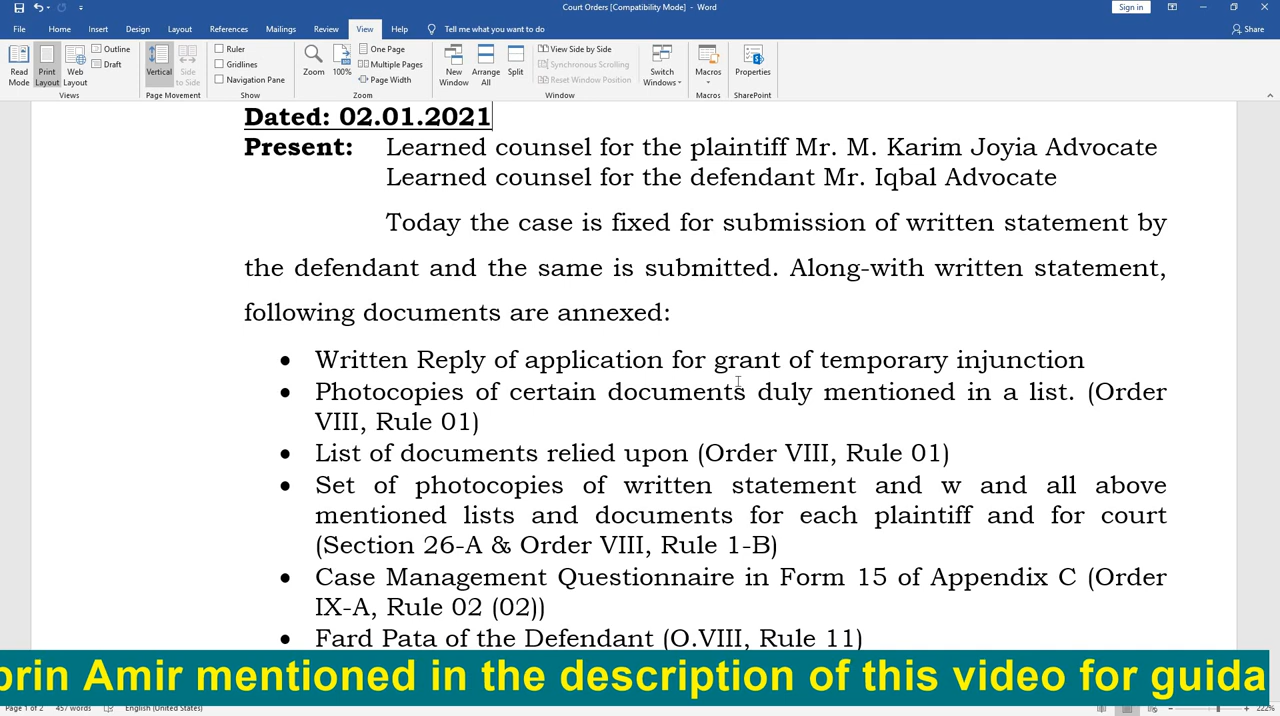 Court Orders [Compatibility Mode] - Word
Sign in
File Home Insert Draw Design Layout References Mailings Review View Help Tell me what you want to do
Share
Read Mode
Print Layout
Web Layout
Outline
Draft
Views
Vertical
Side to Side
Page Movement
Ruler
Gridlines
Navigation Pane
Show
Zoom
100%
One Page
Multiple Pages
Page Width
Zoom
New Window
Arrange All
Split
View Side by Side
Synchronous Scrolling
Reset Window Position
Window
Switch Windows
Macros
Macros
Properties
SharePoint
Dated: 02.01.2021
Present: Learned counsel for the plaintiff Mr. M. Karim Joyia Advocate
Learned counsel for the defendant Mr. Iqbal Advocate
Today the case is fixed for submission of written statement by
the defendant and the same is submitted. Along-with written statement,
following documents are annexed:
• Written Reply of application for grant of temporary injunction
• Photocopies of certain documents duly mentioned in a list. (Order
VIII, Rule 01)
• List of documents relied upon (Order VIII, Rule 01)
• Set of photocopies of written statement and w and all above
mentioned lists and documents for each plaintiff and for court
(Section 26-A & Order VIII, Rule 1-B)
• Case Management Questionnaire in Form 15 of Appendix C (Order
IX-A, Rule 02 (02))
• Fard Pata of the Defendant (O.VIII, Rule 11)
brin Amir mentioned in the description of this video for guida
Page 1 of 2 457 words English (United States) 222%